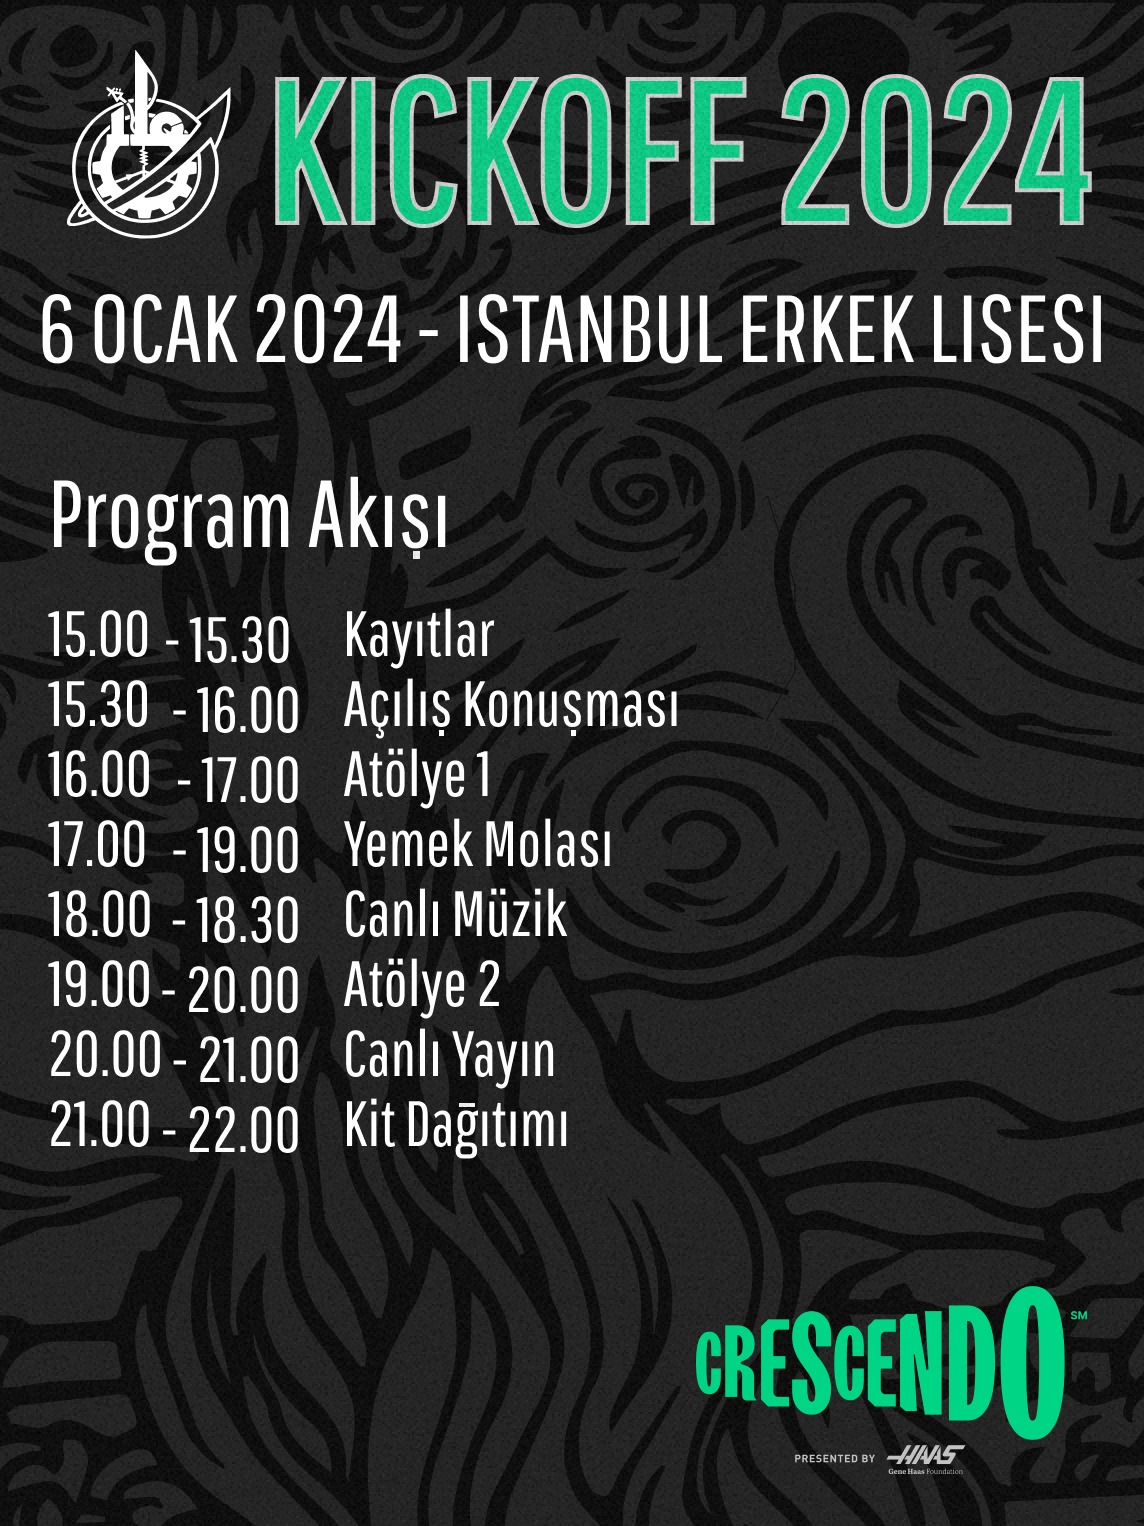 KICKOFF 2024
6 OCAK 2024 - ISTANBUL ERKEK LISESI
Program Akışı
15.00 - 15.30 Kayıtlar
15.30 - 16.00 Açılış Konuşması
16.00 - 17.00 Atölye 1
17.00 - 19.00 Yemek Molası
18.00 - 18.30 Canlı Müzik
19.00 - 20.00 Atölye 2
20.00 - 21.00 Canlı Yayın
21.00 - 22.00 Kit Dağıtımı
CRESCENDO SM
PRESENTED BY HAAS
Gene Haas Foundation